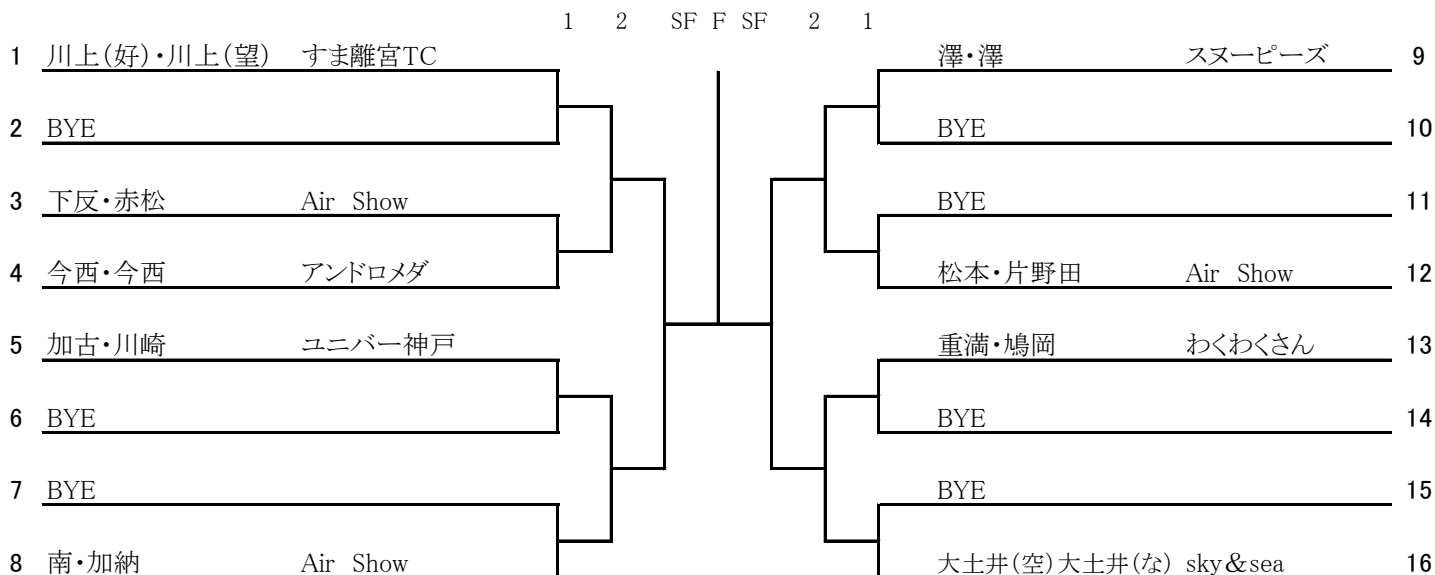 1 2 SF F SF 2 1
1 川上(好)・川上(望) すま離宮TC 澤・澤 スヌーピーズ 9
2 BYE BYE 10
3 下反・赤松 Air Show BYE 11
4 今西・今西 アンドロメダ 松本・片野田 Air Show 12
5 加古・川崎 ユニバー神戸 重満・鳩岡 わくわくさん 13
6 BYE BYE 14
7 BYE BYE 15
8 南・加納 Air Show 大土井(空)大土井(な) sky&sea 16